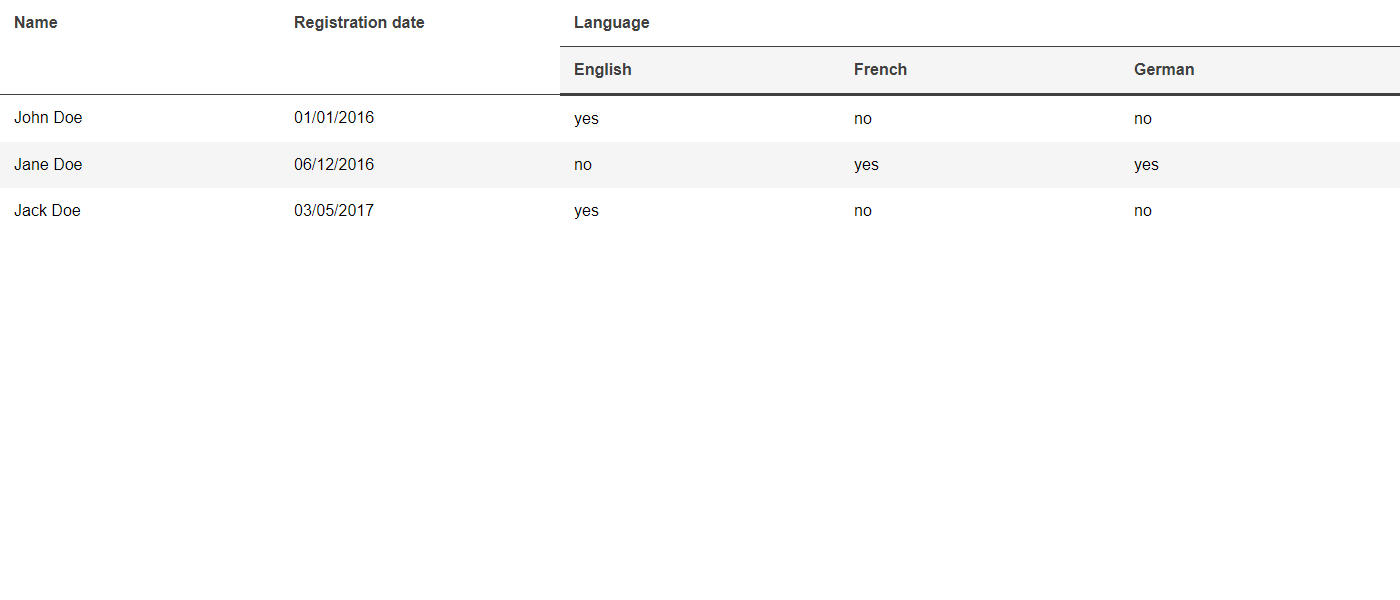 Name Registration date Language
English French German
John Doe 01/01/2016 yes no no
Jane Doe 06/12/2016 no yes yes
Jack Doe 03/05/2017 yes no no